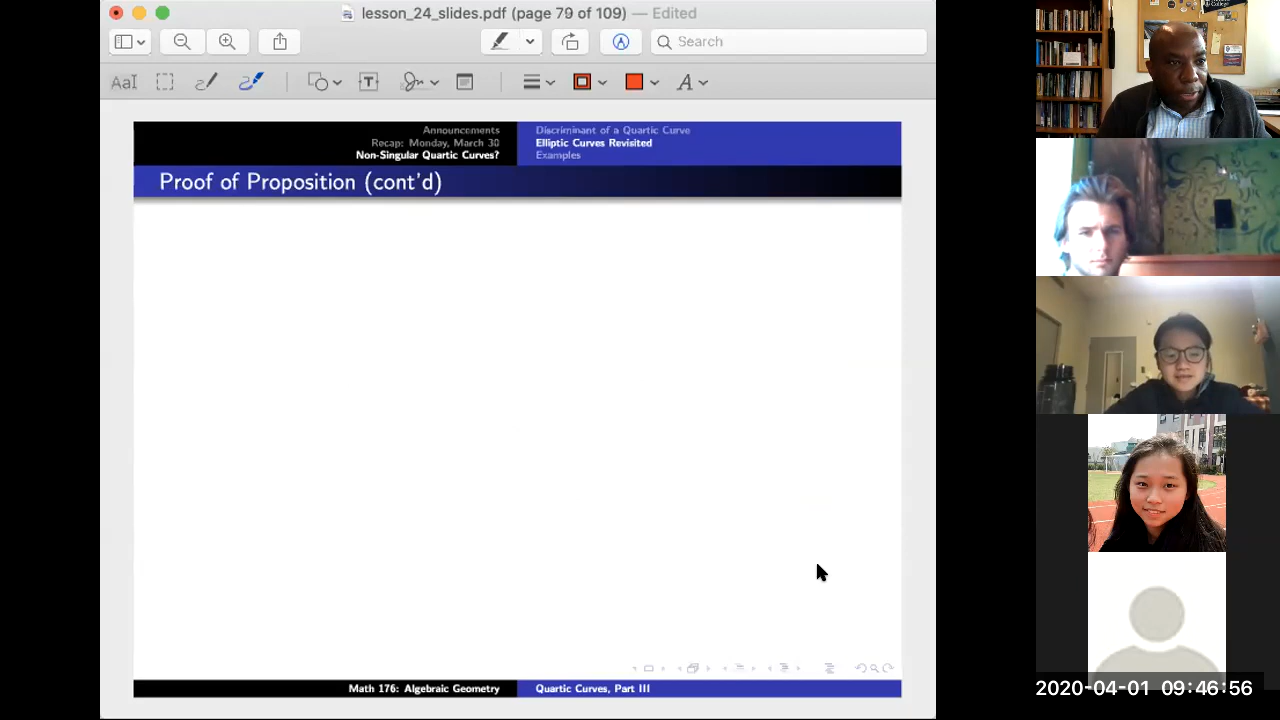 lesson_24_slides.pdf (page 79 of 109) — Edited
Search
AaI
T
A
Announcements
Recap: Monday, March 30
Non-Singular Quartic Curves?
Discriminant of a Quartic Curve
Elliptic Curves Revisited
Examples
Proof of Proposition (cont'd)
Math 176: Algebraic Geometry
Quartic Curves, Part III
2020-04-01 09:46:56